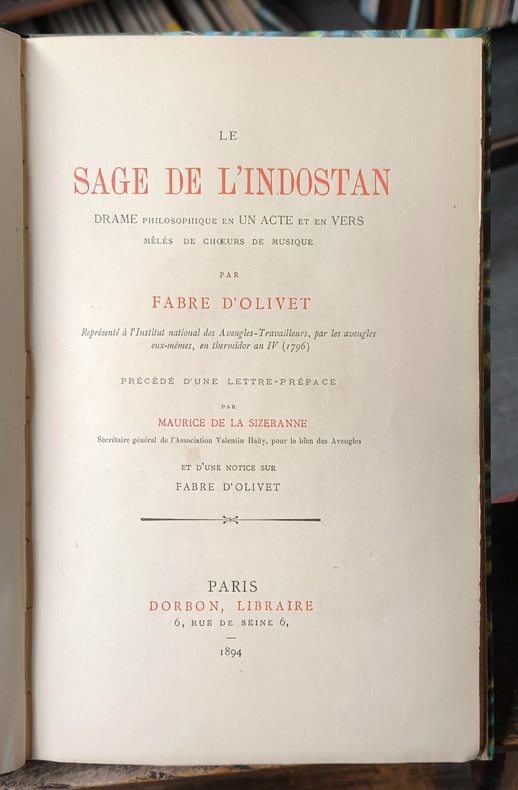 LE
SAGE DE L'INDOSTAN
DRAME PHILOSOPHIQUE EN UN ACTE ET EN VERS
MÊLÉS DE CHŒURS DE MUSIQUE
PAR
FABRE D'OLIVET
Représenté à l'Institut national des Aveugles-Travailleurs, par les aveugles
eux-mêmes, en thermidor an IV (1796)
PRÉCÉDÉ D'UNE LETTRE-PRÉFACE
PAR
MAURICE DE LA SIZERANNE
Secrétaire général de l'Association Valentin Haüy, pour le bien des Aveugles
ET D'UNE NOTICE SUR
FABRE D'OLIVET
PARIS
DORBON, LIBRAIRE
6, RUE DE SEINE 6,
1894